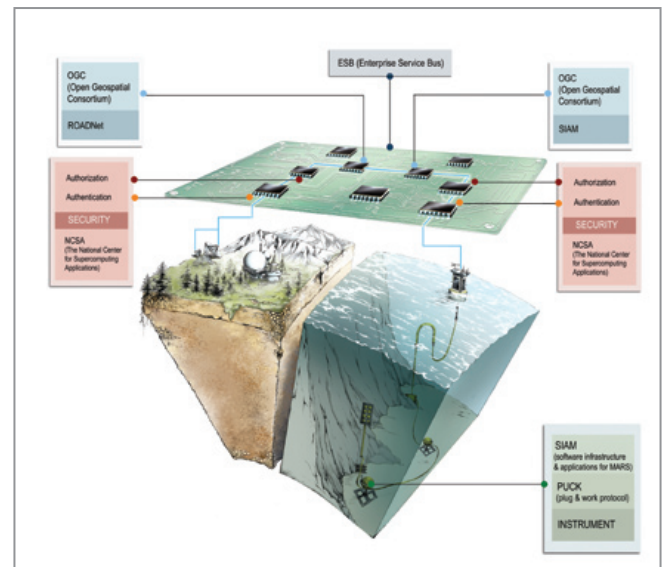 ESB (Enterprise Service Bus)
OGC
(Open Geospatial
Consortium)
ROADNet
OGC
(Open Geospatial
Consortium)
SIAM
Authorization
Authentication
SECURITY
NCSA
(The National Center
for Supercomputing
Applications)
Authorization
Authentication
SECURITY
NCSA
(The National Center
for Supercomputing
Applications)
SIAM
(software infrastructure
& applications for MARS)
PUCK
(plug & work protocol)
INSTRUMENT